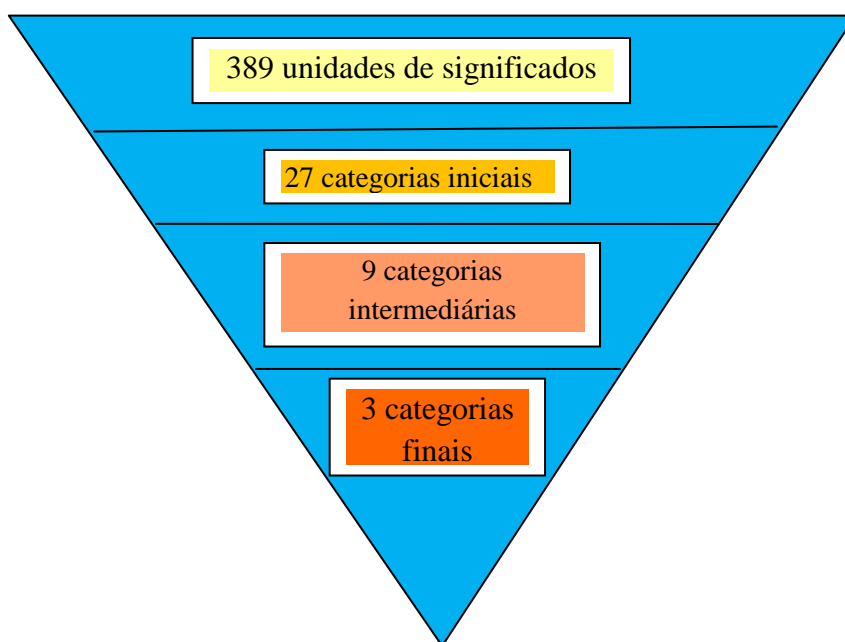 389 unidades de significados
27 categorias iniciais
9 categorias
intermediárias
3 categorias
finais